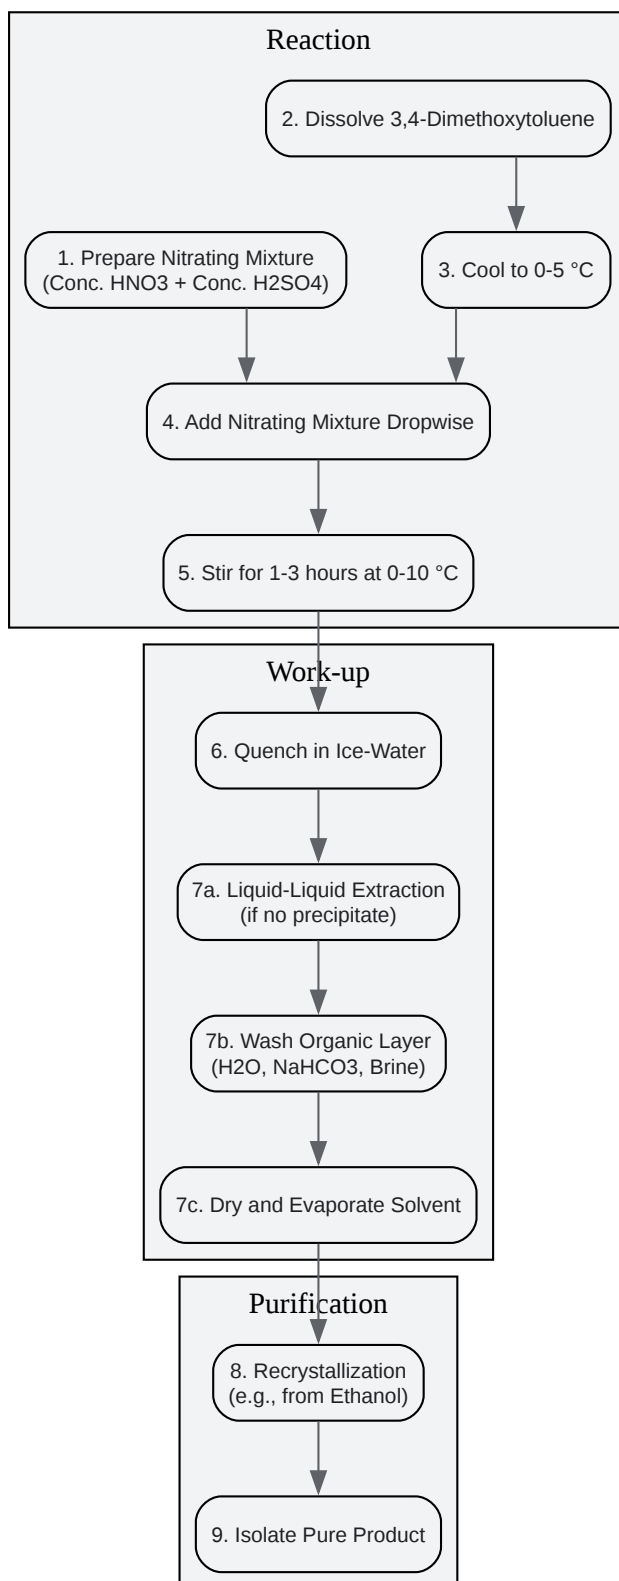 Reaction
2. Dissolve 3,4-Dimethoxytoluene
1. Prepare Nitrating Mixture
(Conc. HNO3 + Conc. H2SO4)
3. Cool to 0-5 °C
4. Add Nitrating Mixture Dropwise
5. Stir for 1-3 hours at 0-10 °C
Work-up
6. Quench in Ice-Water
7a. Liquid-Liquid Extraction
(if no precipitate)
7b. Wash Organic Layer
(H2O, NaHCO3, Brine)
7c. Dry and Evaporate Solvent
Purification
8. Recrystallization
(e.g., from Ethanol)
9. Isolate Pure Product